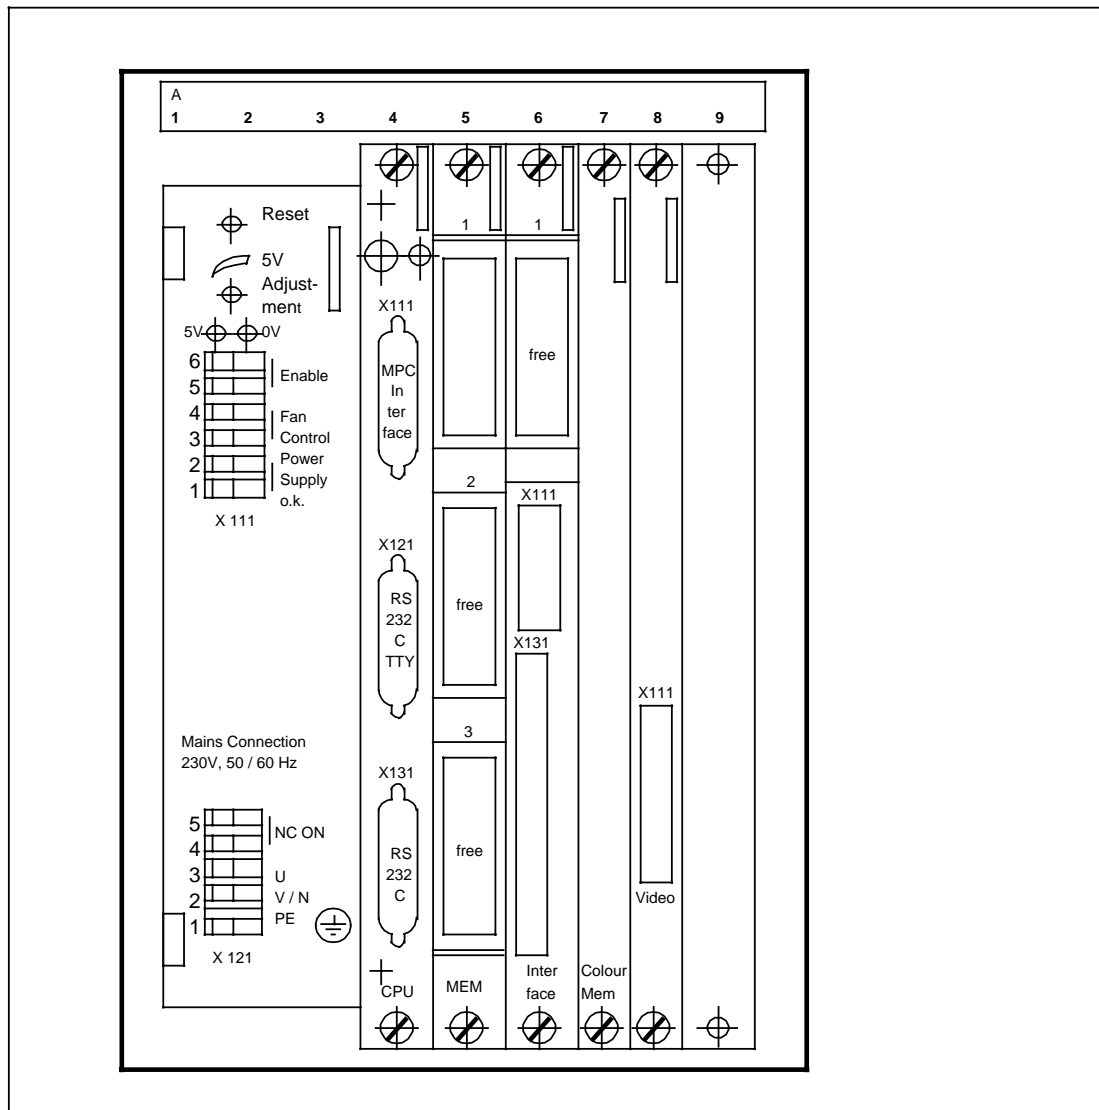 A
1 2 3 4 5 6 7 8 9
Reset
5V
Adjust-
ment
5V 0V
6
5
4
3
2
1
Enable
Fan
Control
Power
Supply
o.k.
X 111
Mains Connection
230V, 50 / 60 Hz
5
4
3
2
1
NC ON
U
V / N
PE
X 121
X111
MPC
In
ter
face
X121
RS
232
C
TTY
X131
RS
232
C
CPU
1
2
free
3
free
MEM
1
free
X111
X131
Inter
face
Colour
Mem
X111
Video